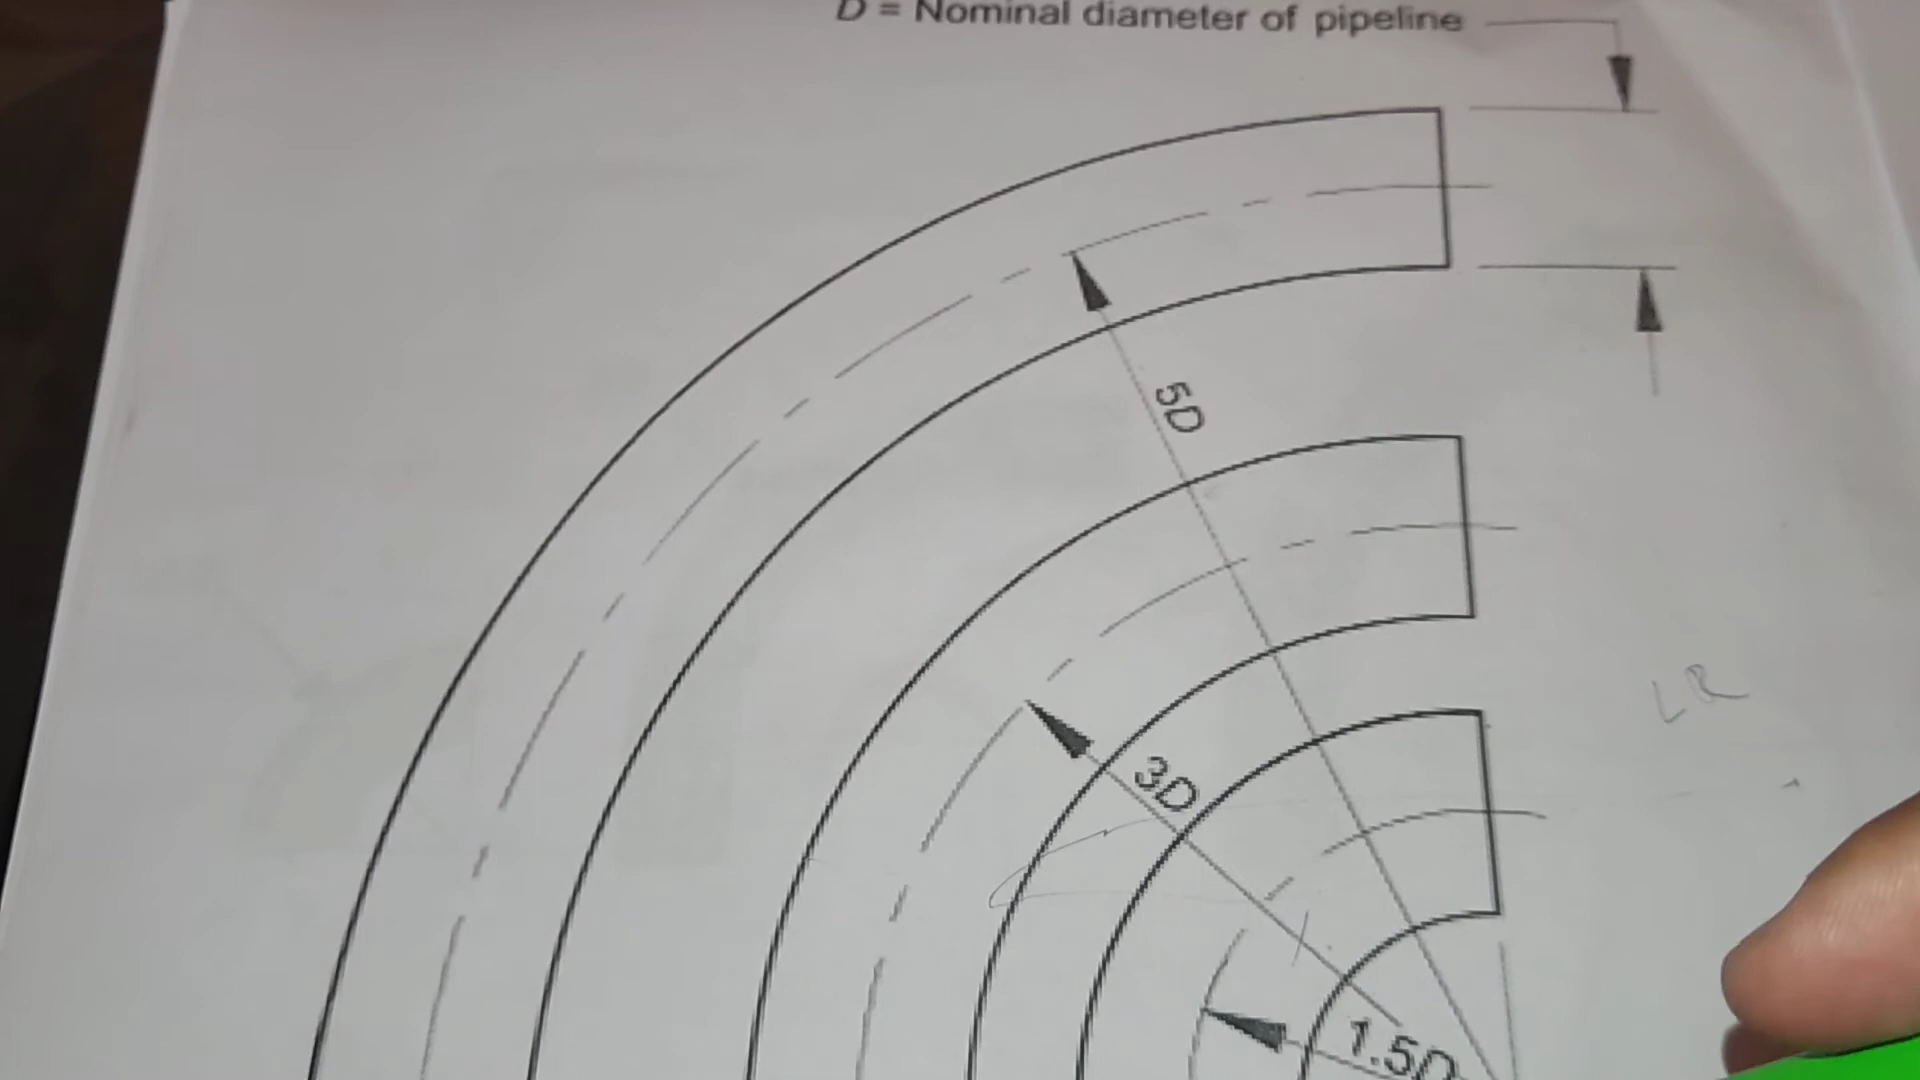 D = Nominal diameter of pipeline
5D
3D
LR
1.5D